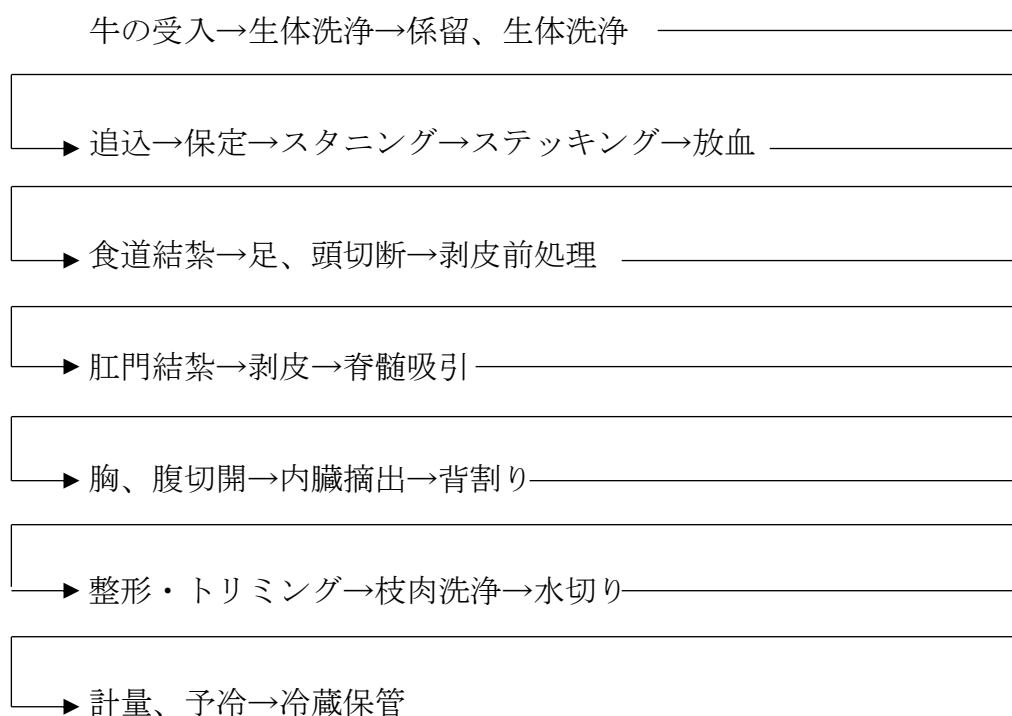 牛の受入→生体洗浄→係留、生体洗浄
追込→保定→スタニング→ステッキング→放血
食道結紮→足、頭切断→剥皮前処理
肛門結紮→剥皮→脊髄吸引
胸、腹切開→内臓摘出→背割り
整形・トリミング→枝肉洗浄→水切り
計量、予冷→冷蔵保管